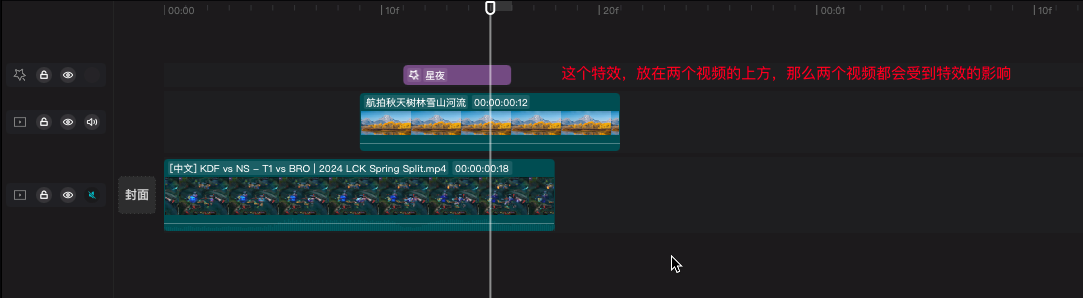 00:00 10f 20f 00:01 10f
星夜
这个特效，放在两个视频的上方，那么两个视频都会受到特效的影响
航拍秋天树林雪山河流 00:00:00:12
[中文] KDF vs NS - T1 vs BRO | 2024 LCK Spring Split.mp4 00:00:00:18
封面